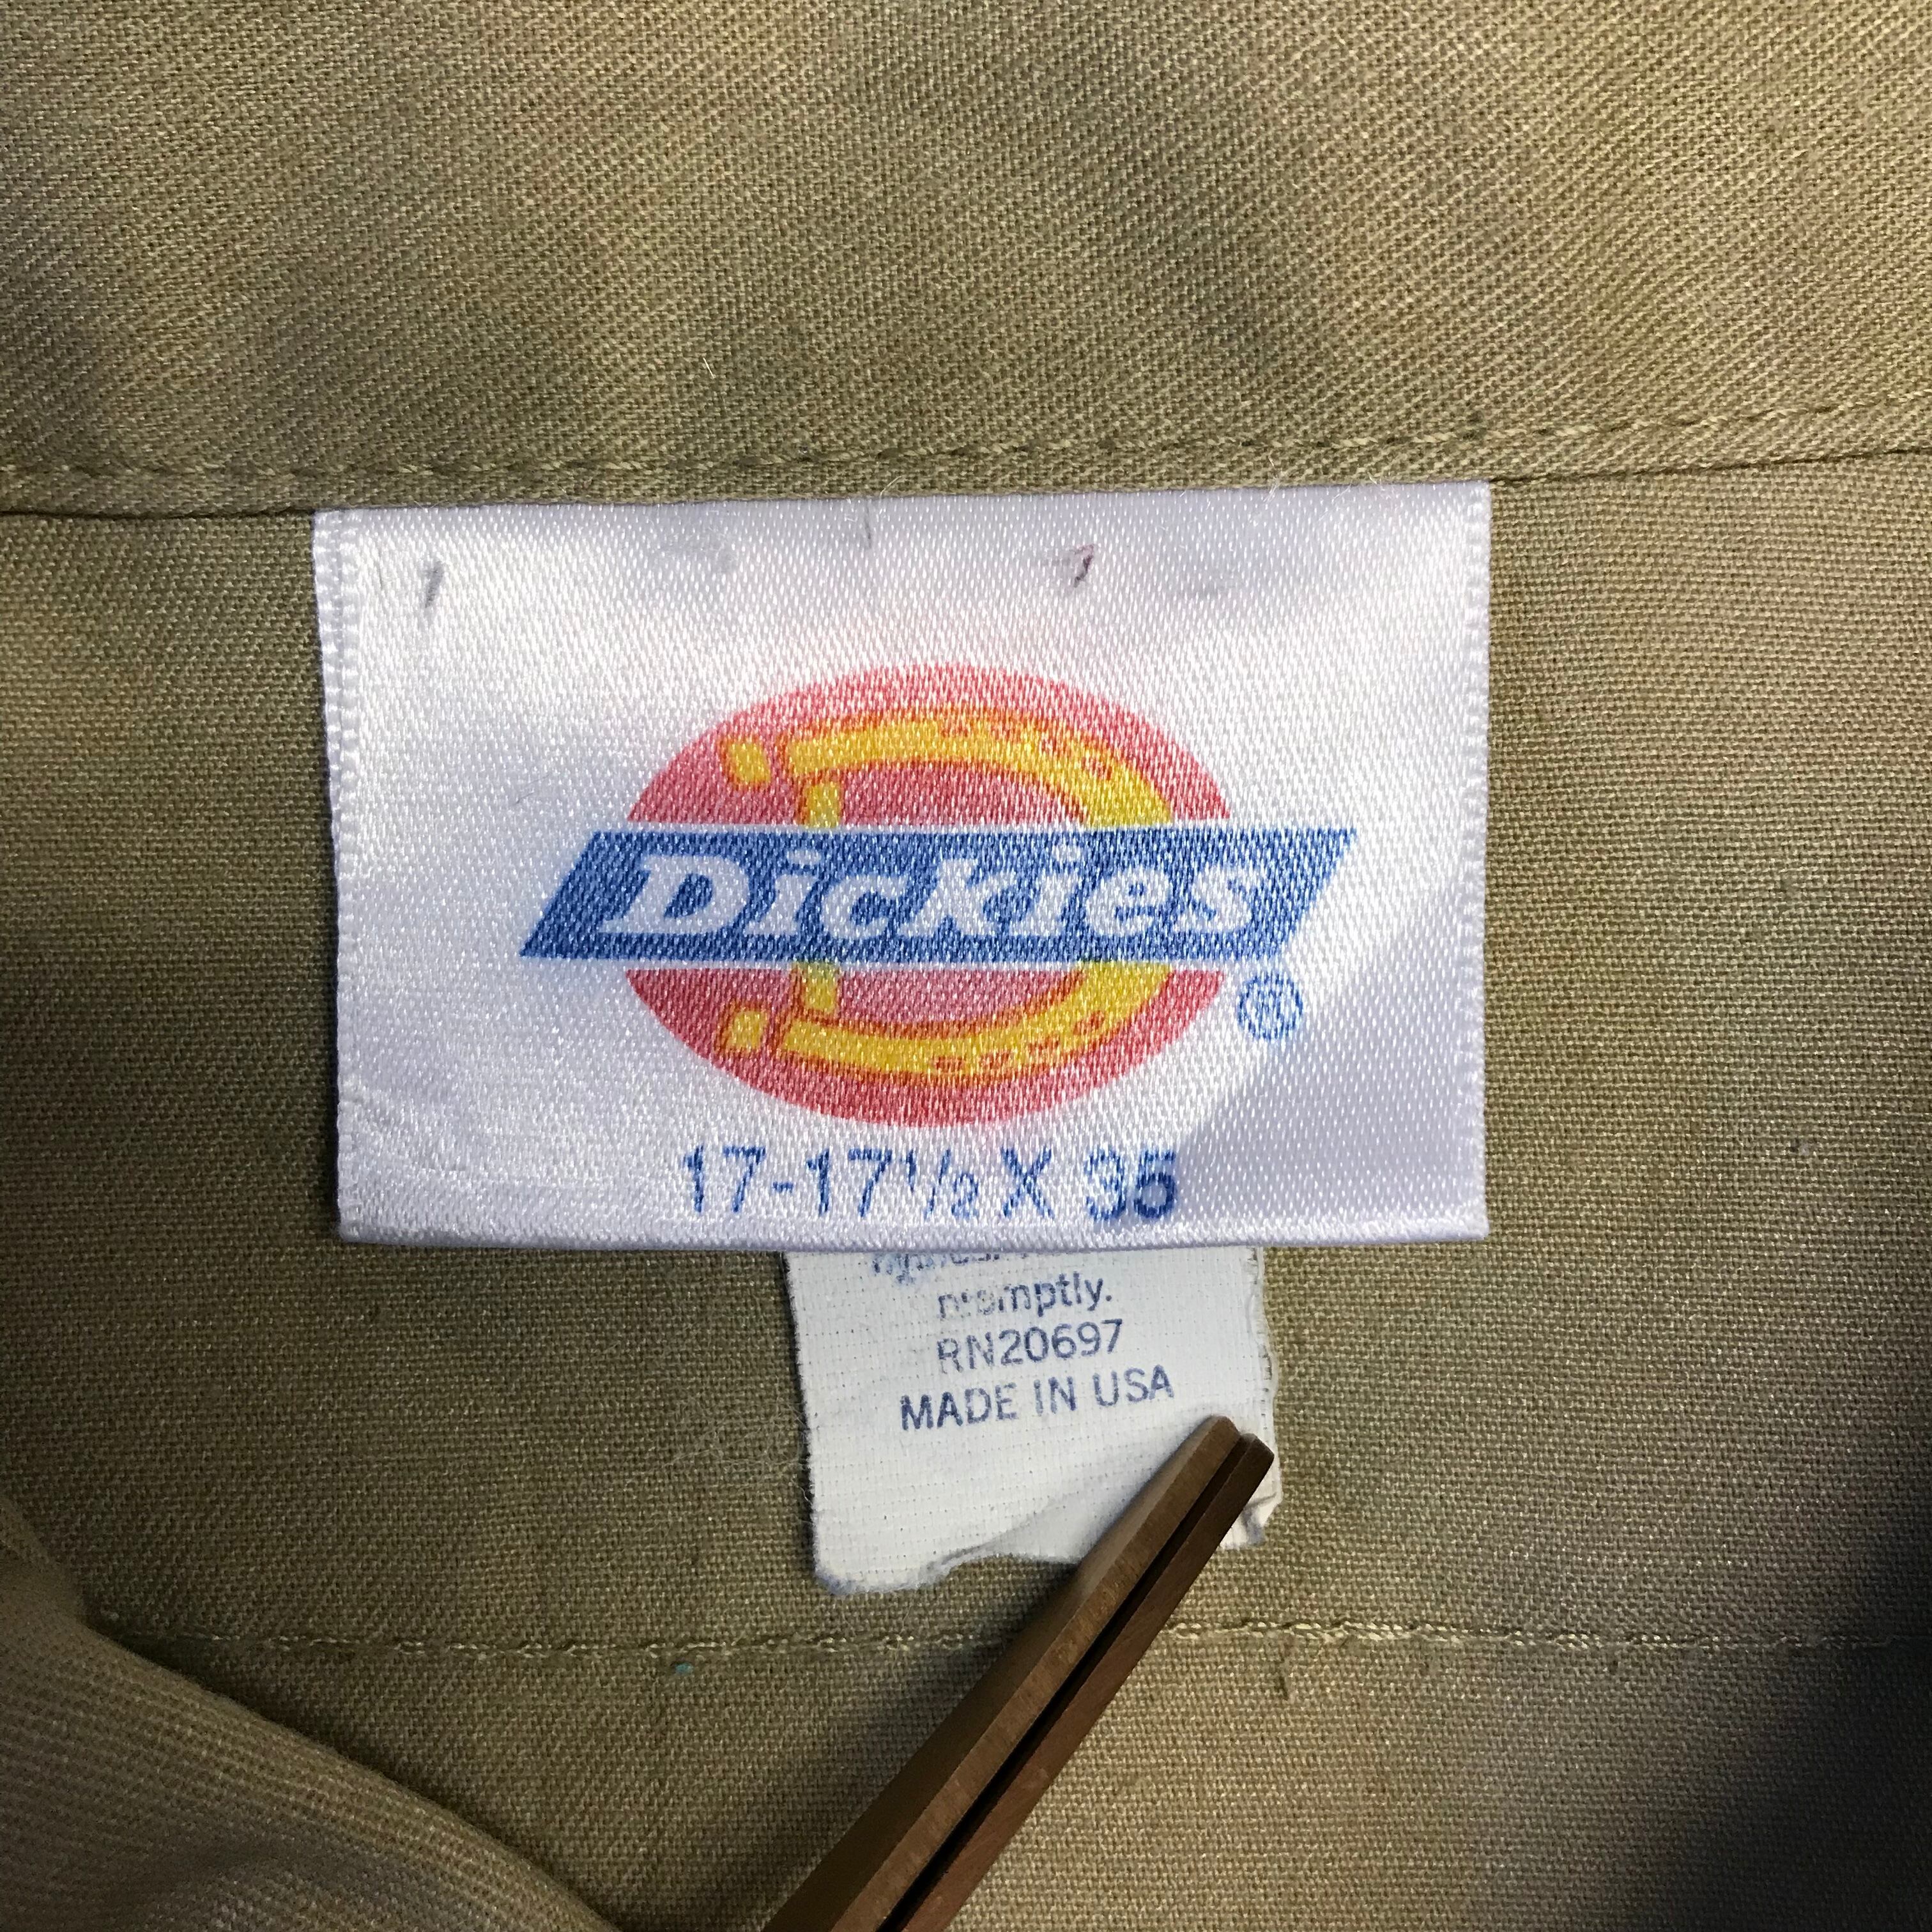 Dickies
®
17-17½ X 35
promptly.
RN20697
MADE IN USA